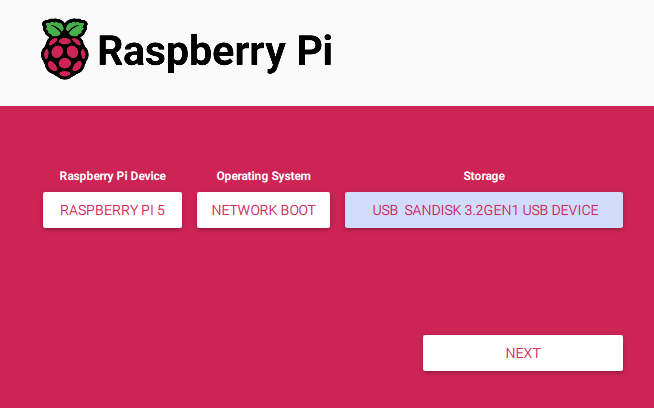 Raspberry Pi
Raspberry Pi Device
Operating System
Storage
RASPBERRY PI 5
NETWORK BOOT
USB  SANDISK 3.2GEN1 USB DEVICE
NEXT